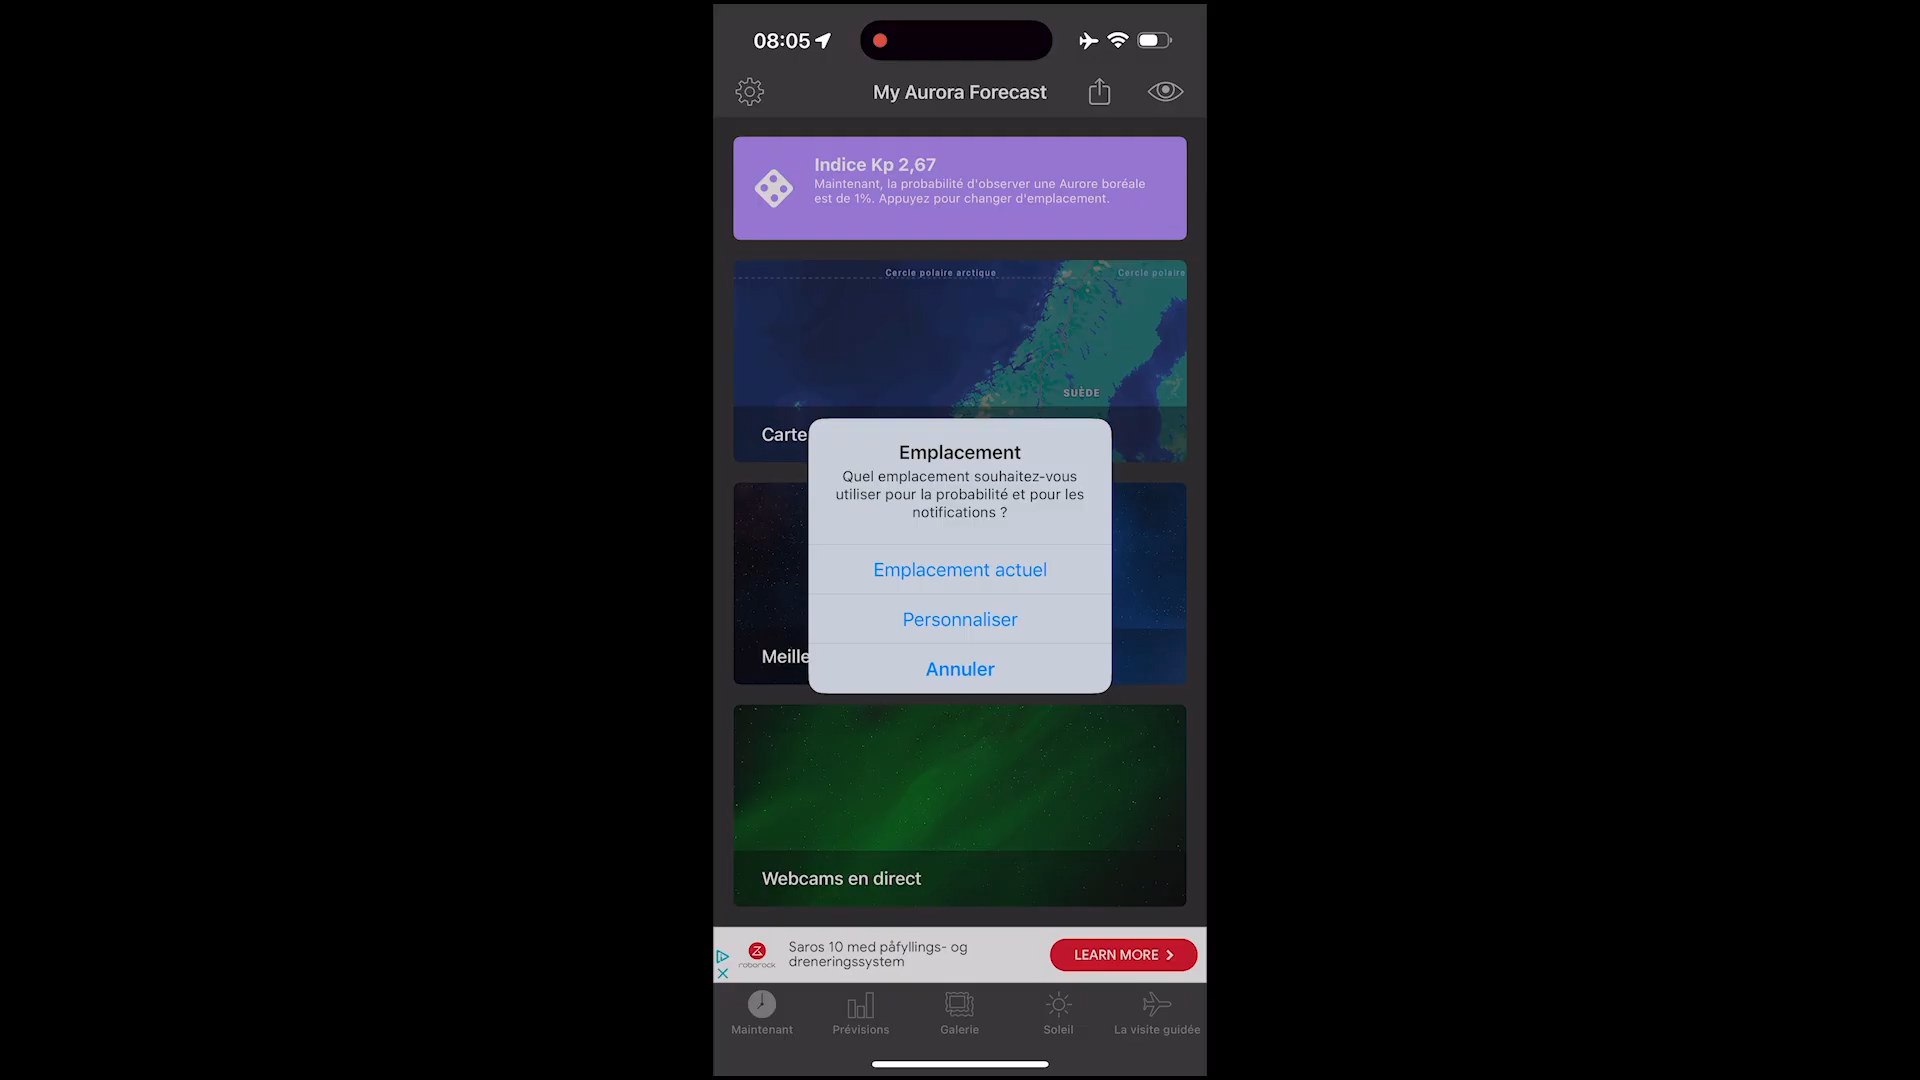 08:05
My Aurora Forecast
Indice Kp 2,67
Maintenant, la probabilité d'observer une Aurore boréale
est de 1%. Appuyez pour changer d'emplacement.
Cercle polaire arctique
Cercle polaire
SUÈDE
Carte
Emplacement
Quel emplacement souhaitez-vous
utiliser pour la probabilité et pour les
notifications ?
Emplacement actuel
Personnaliser
Annuler
Meille
Webcams en direct
roborock
Saros 10 med påfyllings- og
dreneringssystem
LEARN MORE
Maintenant
Prévisions
Galerie
Soleil
La visite guidée